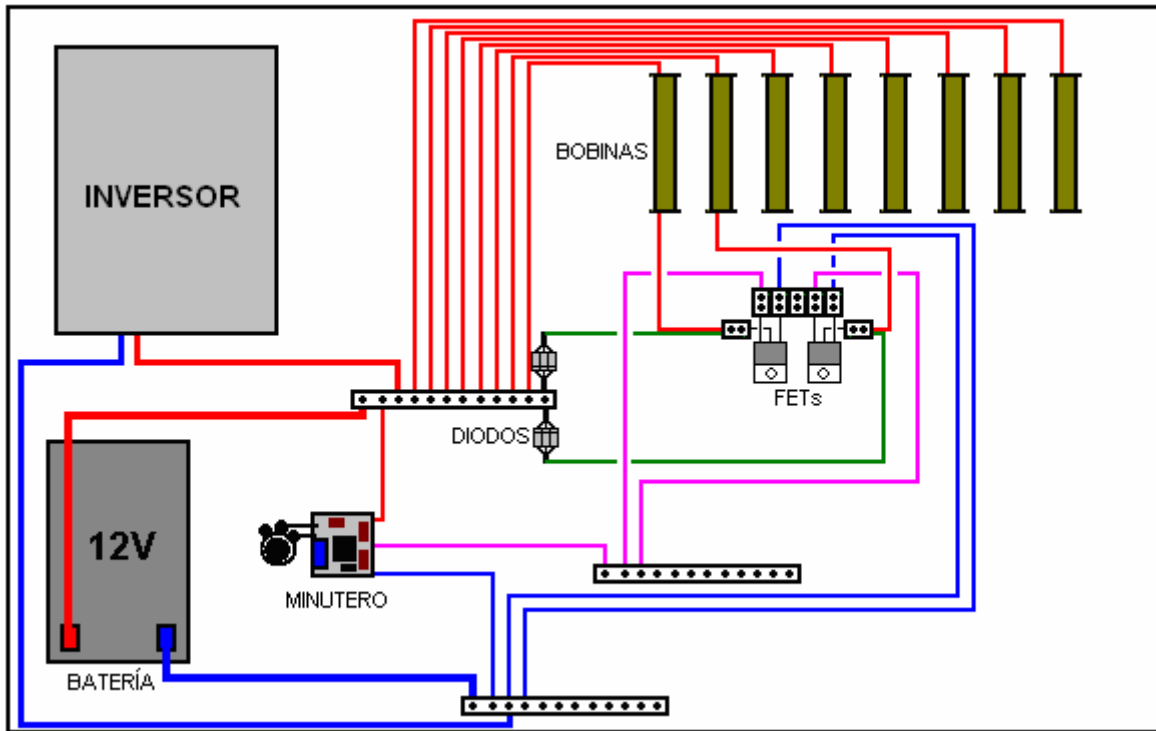 INVERSOR
BOBINAS
FETs
DIODOS
12V
MINUTERO
BATERÍA